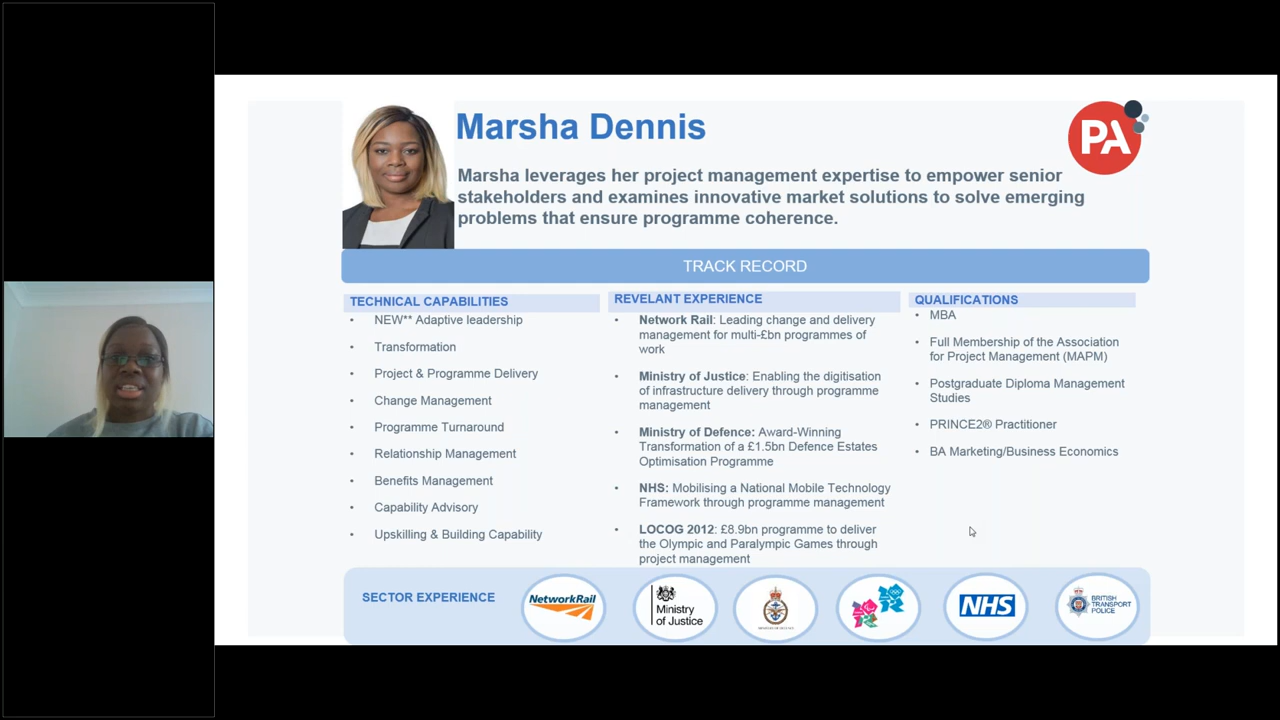 Marsha Dennis
PA
Marsha leverages her project management expertise to empower senior
stakeholders and examines innovative market solutions to solve emerging
problems that ensure programme coherence.
TRACK RECORD
TECHNICAL CAPABILITIES
• NEW** Adaptive leadership
• Transformation
• Project & Programme Delivery
• Change Management
• Programme Turnaround
• Relationship Management
• Benefits Management
• Capability Advisory
• Upskilling & Building Capability
REVELANT EXPERIENCE
• Network Rail: Leading change and delivery
management for multi-£bn programmes of
work
• Ministry of Justice: Enabling the digitisation
of infrastructure delivery through programme
management
• Ministry of Defence: Award-Winning
Transformation of a £1.5bn Defence Estates
Optimisation Programme
• NHS: Mobilising a National Mobile Technology
Framework through programme management
• LOCOG 2012: £8.9bn programme to deliver
the Olympic and Paralympic Games through
project management
QUALIFICATIONS
• MBA
• Full Membership of the Association
for Project Management (MAPM)
• Postgraduate Diploma Management
Studies
• PRINCE2® Practitioner
• BA Marketing/Business Economics
SECTOR EXPERIENCE
NetworkRail
Ministry
of Justice
NHS
BRITISH
TRANSPORT
POLICE